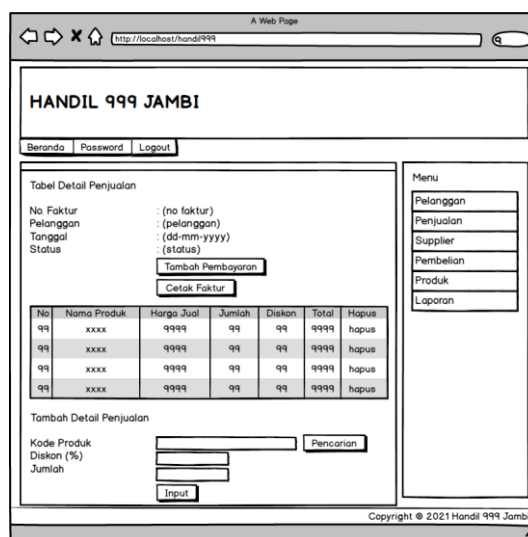 A Web Page
http://localhost/handil999
HANDIL 999 JAMBI
Beranda Password Logout
Tabel Detail Penjualan
No. Faktur : (no faktur)
Pelanggan : (pelanggan)
Tanggal : (dd-mm-yyyy)
Status : (status)
Tambah Pembayaran
Cetak Faktur
No Nama Produk Harga Jual Jumlah Diskon Total Hapus
99 xxxx 9999 99 99 9999 hapus
99 xxxx 9999 99 99 9999 hapus
99 xxxx 9999 99 99 9999 hapus
99 xxxx 9999 99 99 9999 hapus
Tambah Detail Penjualan
Kode Produk Pencarian
Diskon (%)
Jumlah
Input
Menu
Pelanggan
Penjualan
Supplier
Pembelian
Produk
Laporan
Copyright © 2021 Handil 999 Jambi